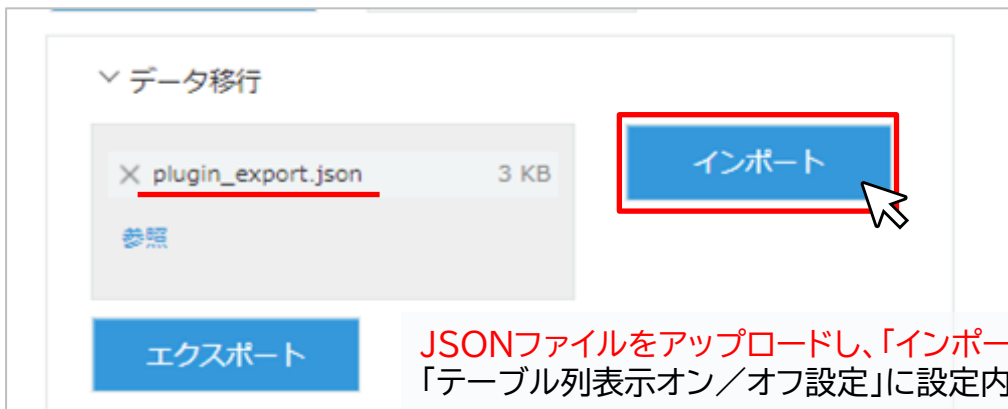 データ移行
plugin_export.json 3 KB
インポート
参照
エクスポート
JSONファイルをアップロードし、「インポー
「テーブル列表示オン／オフ設定」に設定内